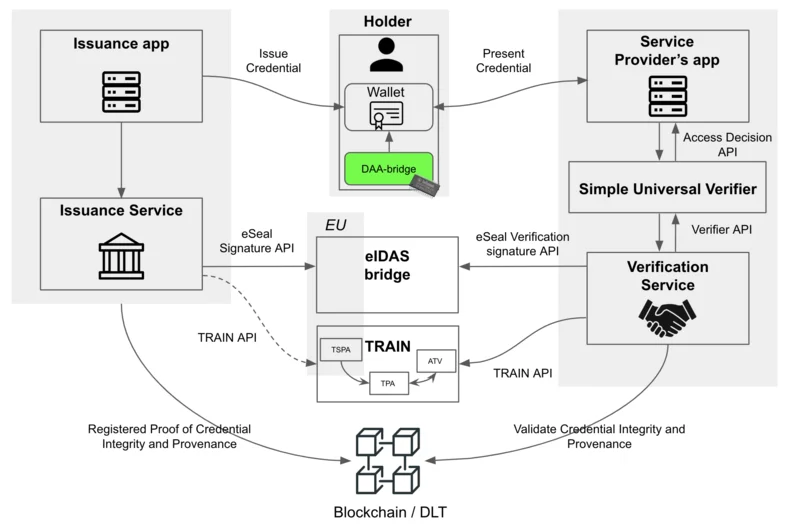 Holder
Issuance app
Issue
Credential
Present
Credential
Service
Provider's app
Wallet
DAA-bridge
Access Decision
API
Simple Universal Verifier
Issuance Service
EU
eSeal
Signature API
eIDAS
bridge
eSeal Verification
signature API
Verifier API
Verification
Service
TRAIN API
TSPA
TRAIN
ATV
TPA
TRAIN API
Registered Proof of Credential
Integrity and Provenance
Validate Credential Integrity and
Provenance
Blockchain / DLT